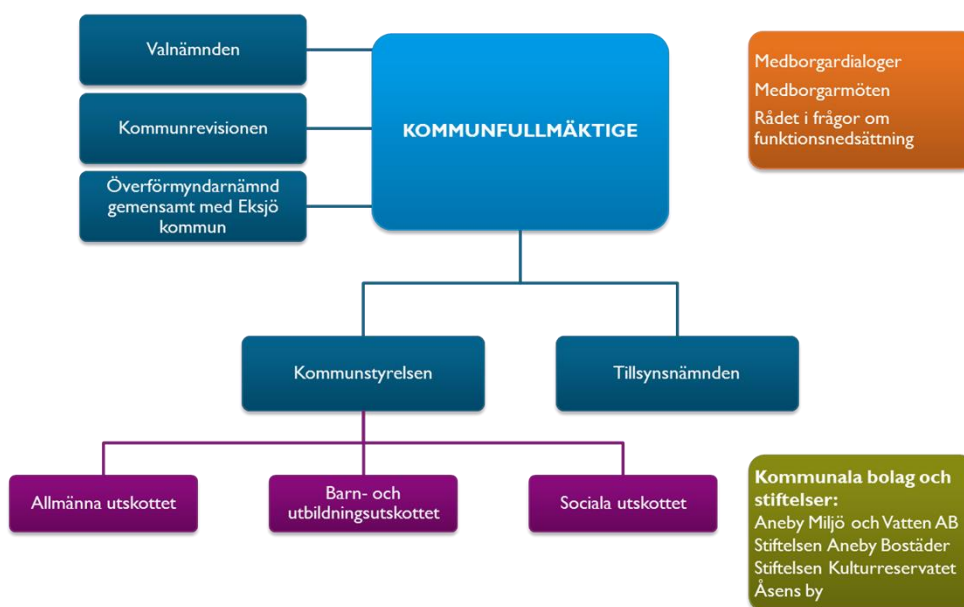 Valnämnden
Kommunrevisionen
Överförmyndarnämnd
gemensamt med Eksjö
kommun
KOMMUNFULLMÄKTIGE
Medborgardialoger
Medborgarmöten
Rådet i frågor om
funktionsnedsättning
Kommunstyrelsen
Tillsynsnämnden
Allmänna utskottet
Barn- och
utbildningsutskottet
Sociala utskottet
Kommunala bolag och
stiftelser:
Aneby Miljö och Vatten AB
Stiftelsen Aneby Bostäder
Stiftelsen Kulturreservatet
Åsens by